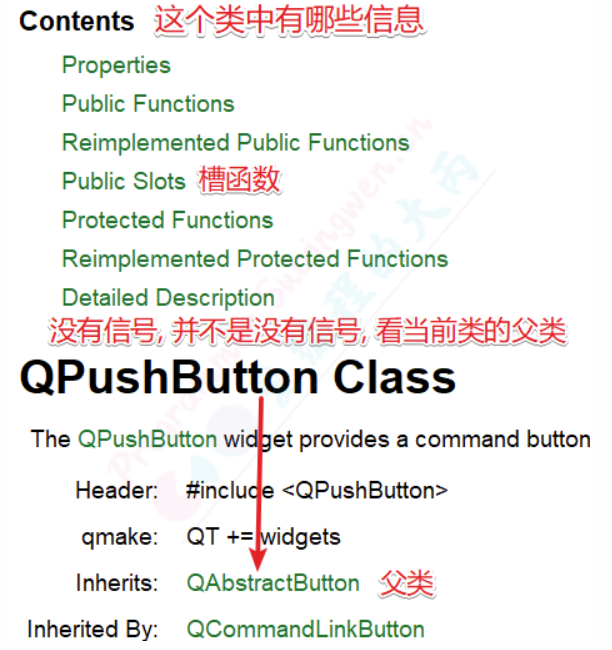 Contents 这个类中有哪些信息
Properties
Public Functions
Reimplemented Public Functions
Public Slots 槽函数
Protected Functions
Reimplemented Protected Functions
Detailed Description
没有信号, 并不是没有信号, 看当前类的父类
QPushButton Class
The QPushButton widget provides a command button
Header: #include <QPushButton>
qmake: QT += widgets
Inherits: QAbstractButton 父类
Inherited By: QCommandLinkButton